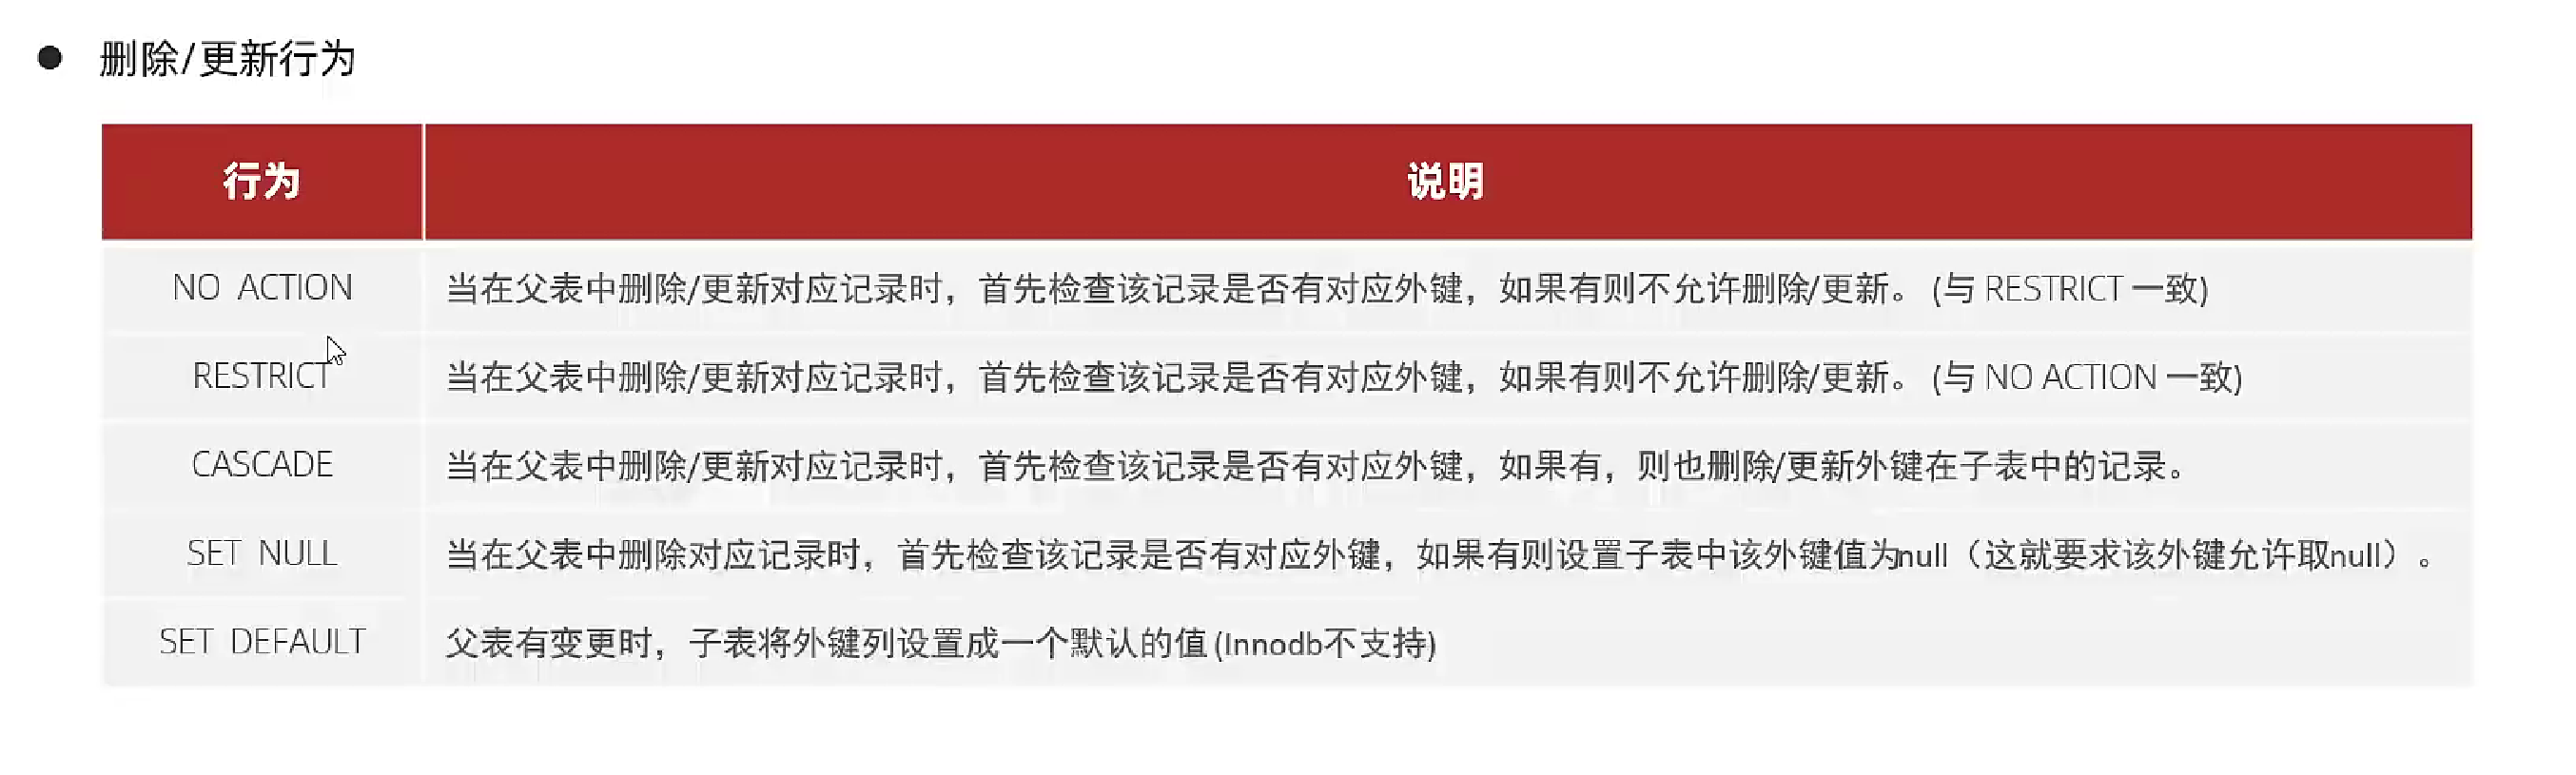 删除/更新行为
行为 说明
NO ACTION 当在父表中删除/更新对应记录时，首先检查该记录是否有对应外键，如果有则不允许删除/更新。 (与 RESTRICT 一致)
RESTRICT 当在父表中删除/更新对应记录时，首先检查该记录是否有对应外键，如果有则不允许删除/更新。 (与 NO ACTION 一致)
CASCADE 当在父表中删除/更新对应记录时，首先检查该记录是否有对应外键，如果有，则也删除/更新外键在子表中的记录。
SET NULL 当在父表中删除对应记录时，首先检查该记录是否有对应外键，如果有则设置子表中该外键值为null（这就要求该外键允许取null）。
SET DEFAULT 父表有变更时，子表将外键列设置成一个默认的值 (Innodb不支持)